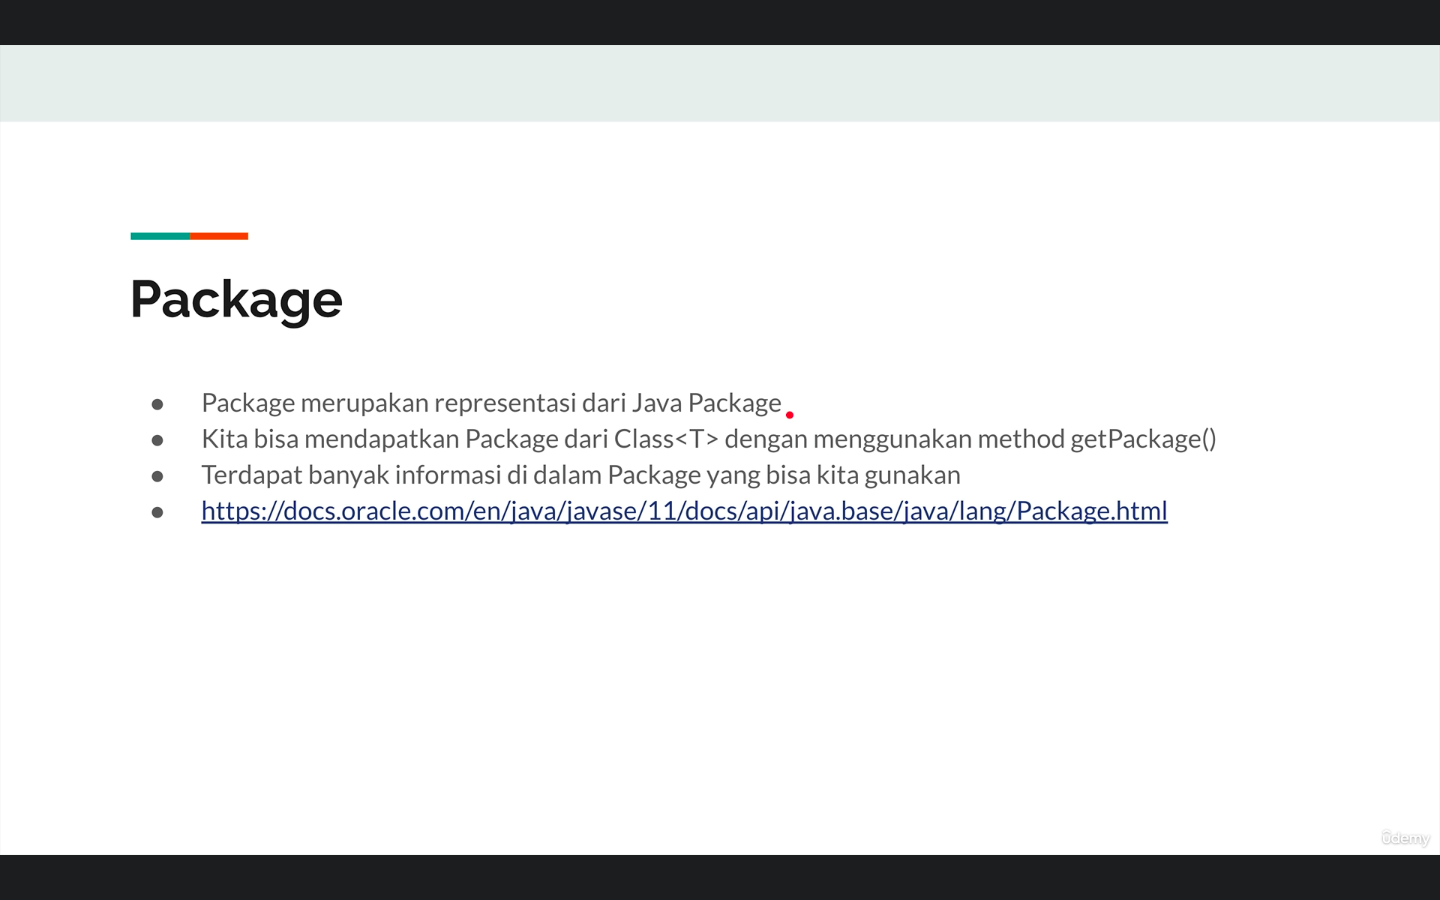 Package
● Package merupakan representasi dari Java Package
● Kita bisa mendapatkan Package dari Class<T> dengan menggunakan method getPackage()
● Terdapat banyak informasi di dalam Package yang bisa kita gunakan
● https://docs.oracle.com/en/java/javase/11/docs/api/java.base/java/lang/Package.html
ûdemy